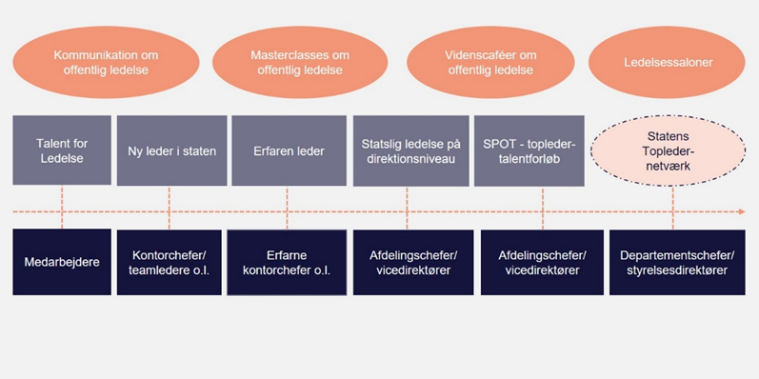 Kommunikation om
offentlig ledelse
Masterclasses om
offentlig ledelse
Videnscaféer om
offentlig ledelse
Ledelsessaloner
Talent for
Ledelse
Ny leder i staten
Erfaren leder
Statslig ledelse på
direktionsniveau
SPOT - topleder-
talentforløb
Statens
Topleder-
netværk
Medarbejdere
Kontorchefer/
teamledere o.l.
Erfarne
kontorchefer o.l.
Afdelingschefer/
vicedirektører
Afdelingschefer/
vicedirektører
Departementschefer/
styrelsesdirektører